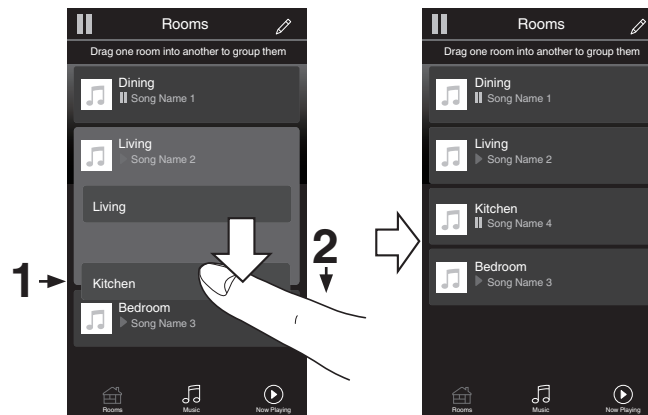 Rooms
Drag one room into another to group them
Dining
Song Name 1
Living
Song Name 2
Living
Kitchen
Bedroom
Song Name 3
Rooms
Music
Now Playing
1
2
Rooms
Drag one room into another to group them
Dining
Song Name 1
Living
Song Name 2
Kitchen
Song Name 4
Bedroom
Song Name 3
Rooms
Music
Now Playing